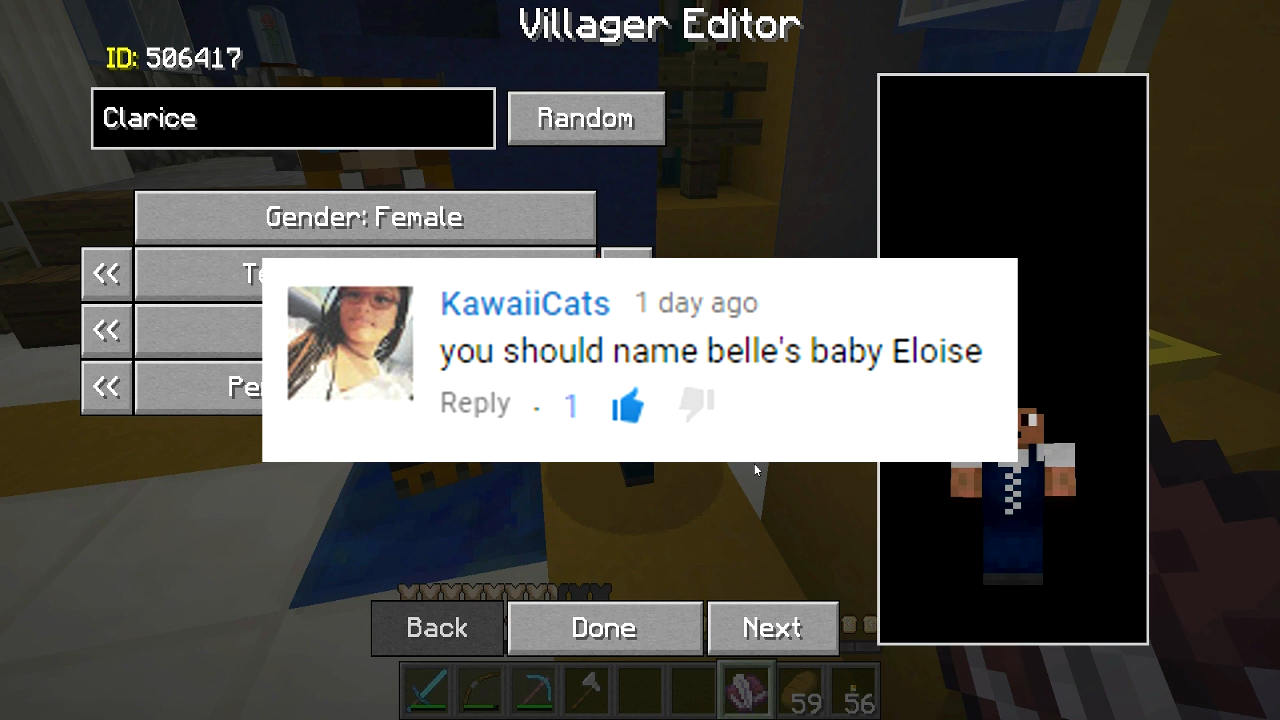 Villager Editor
ID: 506417
Clarice
Random
Gender: Female
<<
<<
<<
KawaiiCats 1 day ago
you should name belle's baby Eloise
Reply · 1
Back
Done
Next
59
56